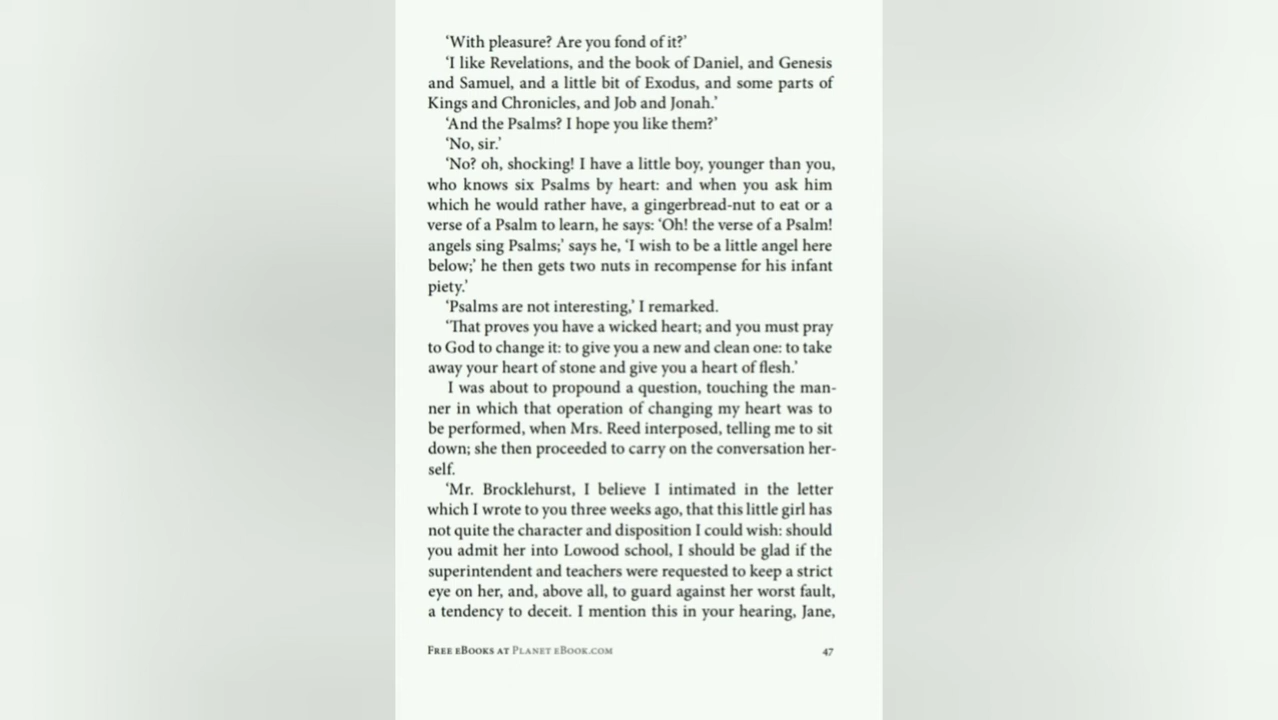 ‘With pleasure? Are you fond of it?’
‘I like Revelations, and the book of Daniel, and Genesis
and Samuel, and a little bit of Exodus, and some parts of
Kings and Chronicles, and Job and Jonah.’
‘And the Psalms? I hope you like them?’
‘No, sir.’
‘No? oh, shocking! I have a little boy, younger than you,
who knows six Psalms by heart: and when you ask him
which he would rather have, a gingerbread-nut to eat or a
verse of a Psalm to learn, he says: ‘Oh! the verse of a Psalm!
angels sing Psalms;’ says he, ‘I wish to be a little angel here
below;’ he then gets two nuts in recompense for his infant
piety.’
‘Psalms are not interesting,’ I remarked.
‘That proves you have a wicked heart; and you must pray
to God to change it: to give you a new and clean one: to take
away your heart of stone and give you a heart of flesh.’
I was about to propound a question, touching the man-
ner in which that operation of changing my heart was to
be performed, when Mrs. Reed interposed, telling me to sit
down; she then proceeded to carry on the conversation her-
self.
‘Mr. Brocklehurst, I believe I intimated in the letter
which I wrote to you three weeks ago, that this little girl has
not quite the character and disposition I could wish: should
you admit her into Lowood school, I should be glad if the
superintendent and teachers were requested to keep a strict
eye on her, and, above all, to guard against her worst fault,
a tendency to deceit. I mention this in your hearing, Jane,
Free eBooks at Planet eBook.com 47